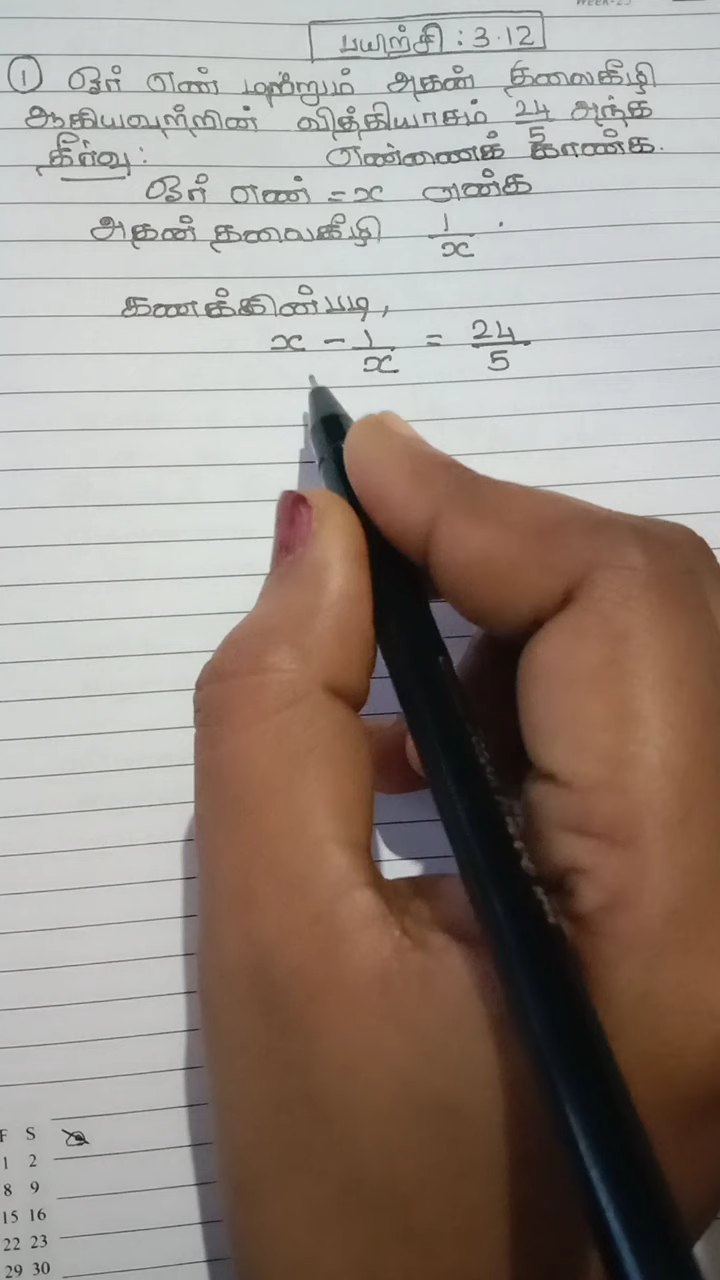 பயிற்சி : 3.12
① ஓர் எண் மற்றும் அதன் தலைகீழி
ஆகியவற்றின் வித்தியாசம் 24/5 அந்த
தீர்வு : எண்ணைக் காண்க.
ஓர் எண் = x என்க
அதன் தலைகீழி 1/x .
கணக்கின்படி,
x - 1/x = 24/5
F S
1 2
8 9
15 16
22 23
29 30